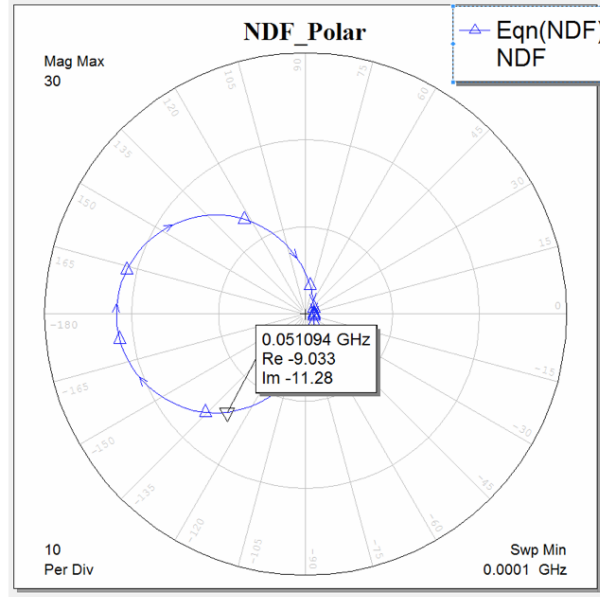 NDF_Polar
Eqn(NDF)
NDF
Mag Max
30
90
75
60
45
30
15
0
-15
-30
-45
-60
-75
-90
-105
-120
-135
-150
-165
-180
165
150
135
120
105
0.051094 GHz
Re -9.033
Im -11.28
10
Per Div
Swp Min
0.0001 GHz